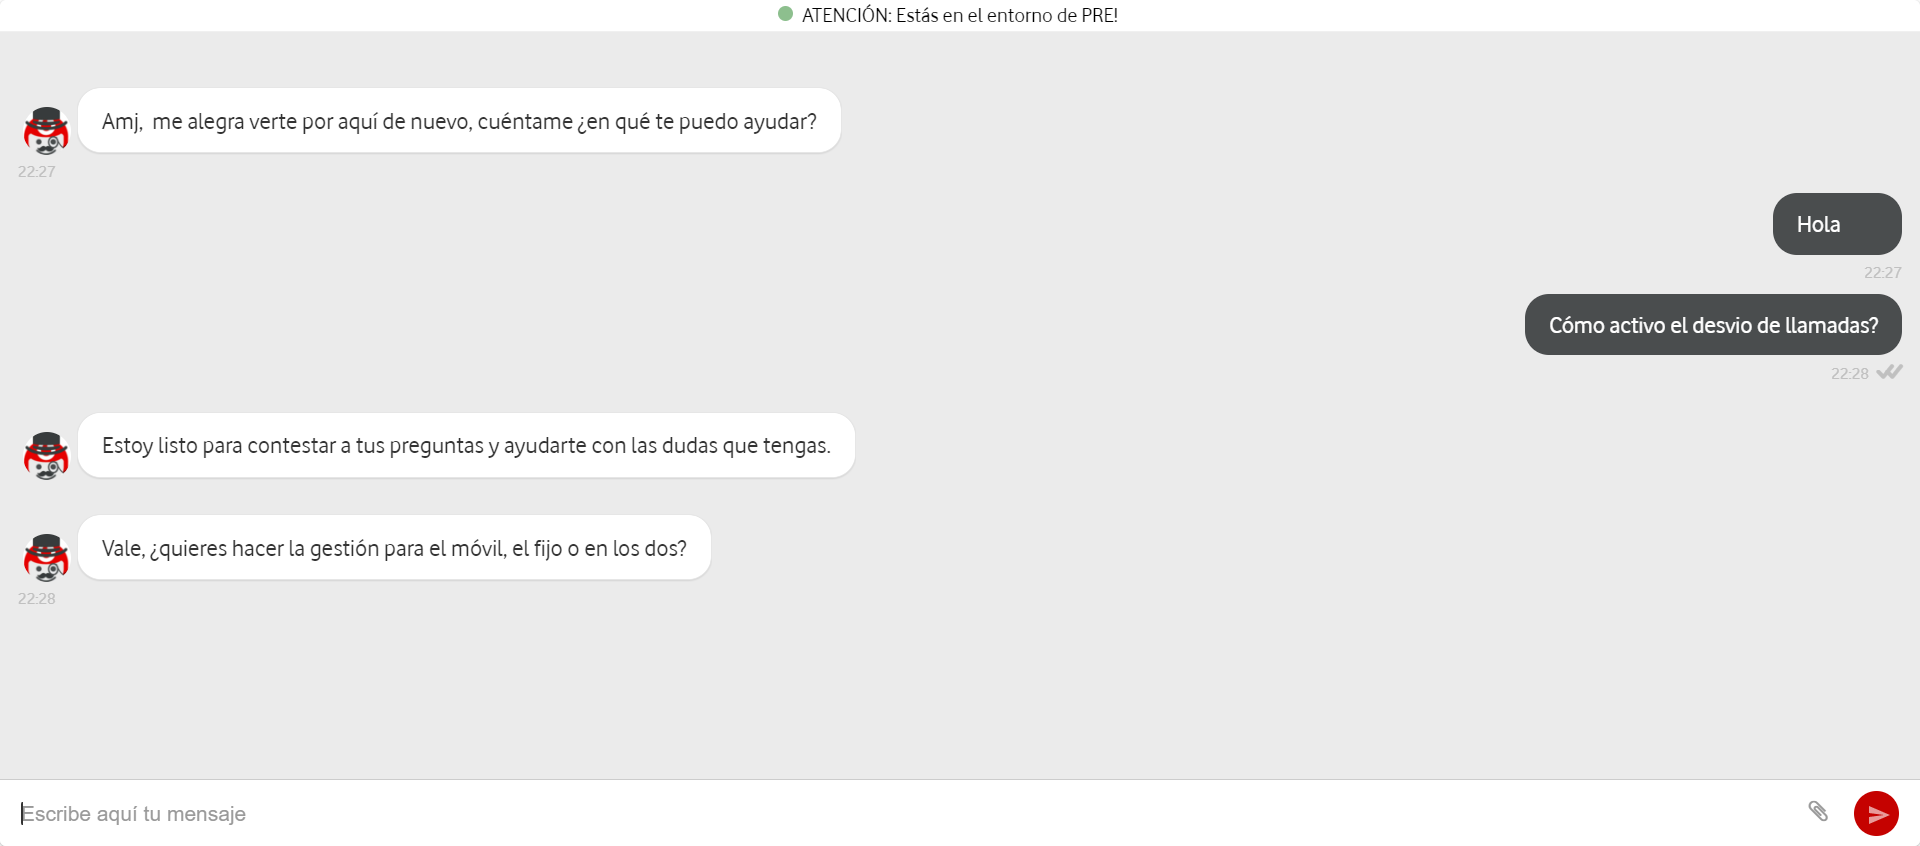 ATENCIÓN: Estás en el entorno de PRE!
Amj,  me alegra verte por aquí de nuevo, cuéntame ¿en qué te puedo ayudar?
22:27
Hola
22:27
Cómo activo el desvio de llamadas?
22:28
Estoy listo para contestar a tus preguntas y ayudarte con las dudas que tengas.
Vale, ¿quieres hacer la gestión para el móvil, el fijo o en los dos?
22:28
Escribe aquí tu mensaje